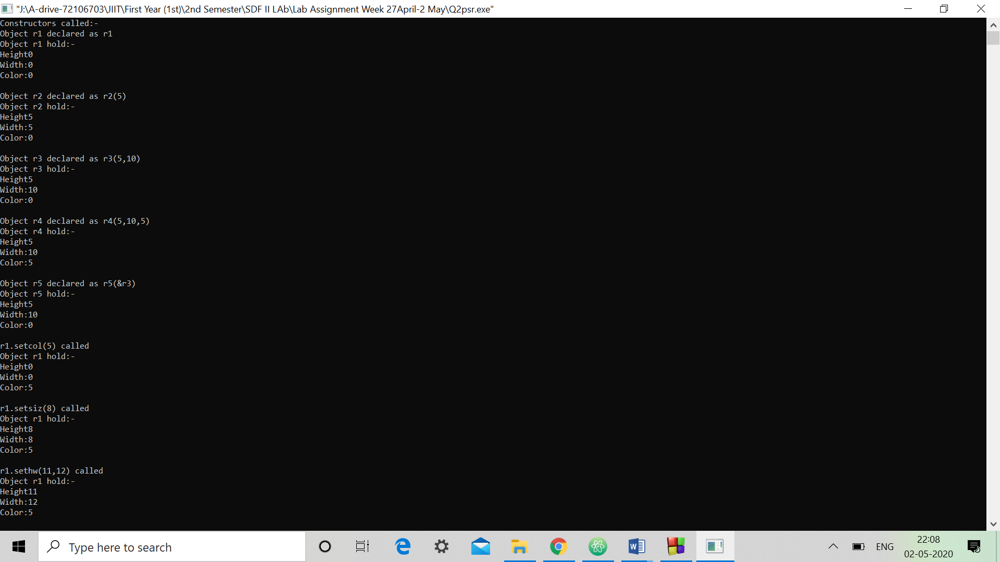 "J:\A-drive-72106703\JIIT\First Year (1st)\2nd Semester\SDF II LAb\Lab Assignment Week 27April-2 May\Q2psr.exe"
Constructors called:-
Object r1 declared as r1
Object r1 hold:-
Height0
Width:0
Color:0
Object r2 declared as r2(5)
Object r2 hold:-
Height5
Width:5
Color:0
Object r3 declared as r3(5,10)
Object r3 hold:-
Height5
Width:10
Color:0
Object r4 declared as r4(5,10,5)
Object r4 hold:-
Height5
Width:10
Color:5
Object r5 declared as r5(&r3)
Object r5 hold:-
Height5
Width:10
Color:0
r1.setcol(5) called
Object r1 hold:-
Height0
Width:0
Color:5
r1.setsiz(8) called
Object r1 hold:-
Height8
Width:8
Color:5
r1.sethw(11,12) called
Object r1 hold:-
Height11
Width:12
Color:5
Type here to search
ENG
22:08
02-05-2020